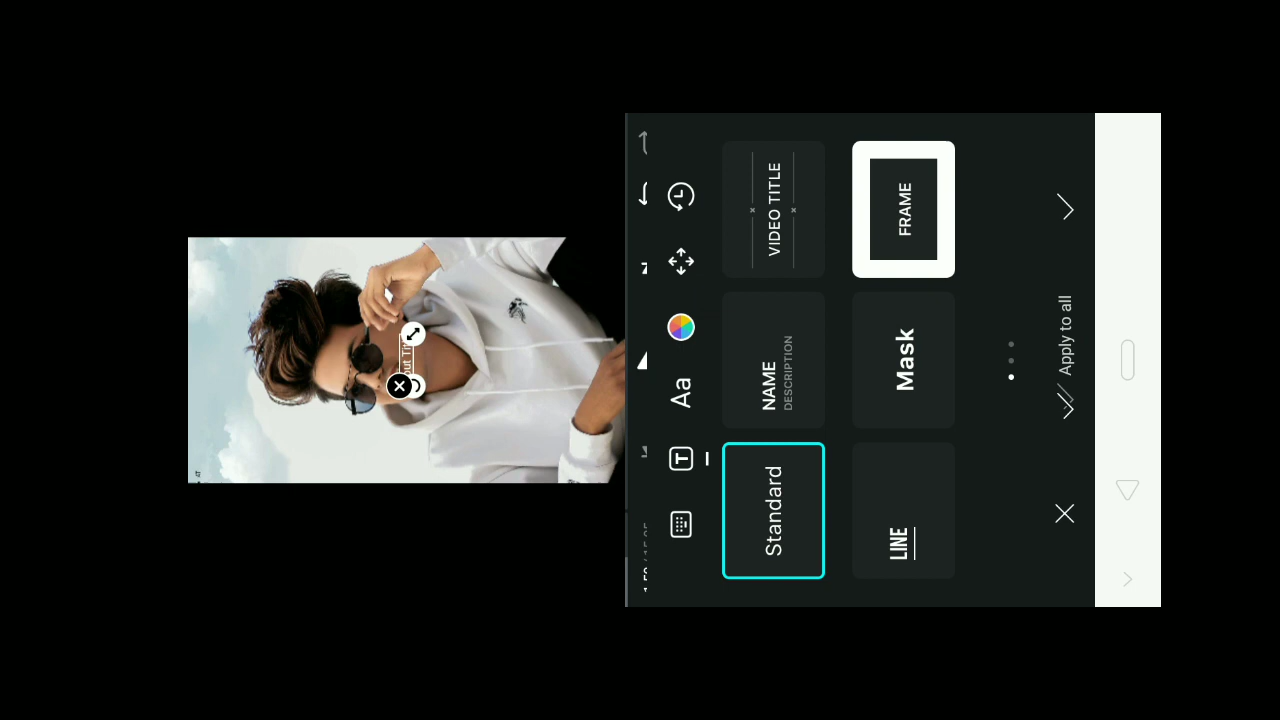 Standard
NAME
DESCRIPTION
VIDEO TITLE
LINE
Mask
FRAME
Aa
T
Apply to all